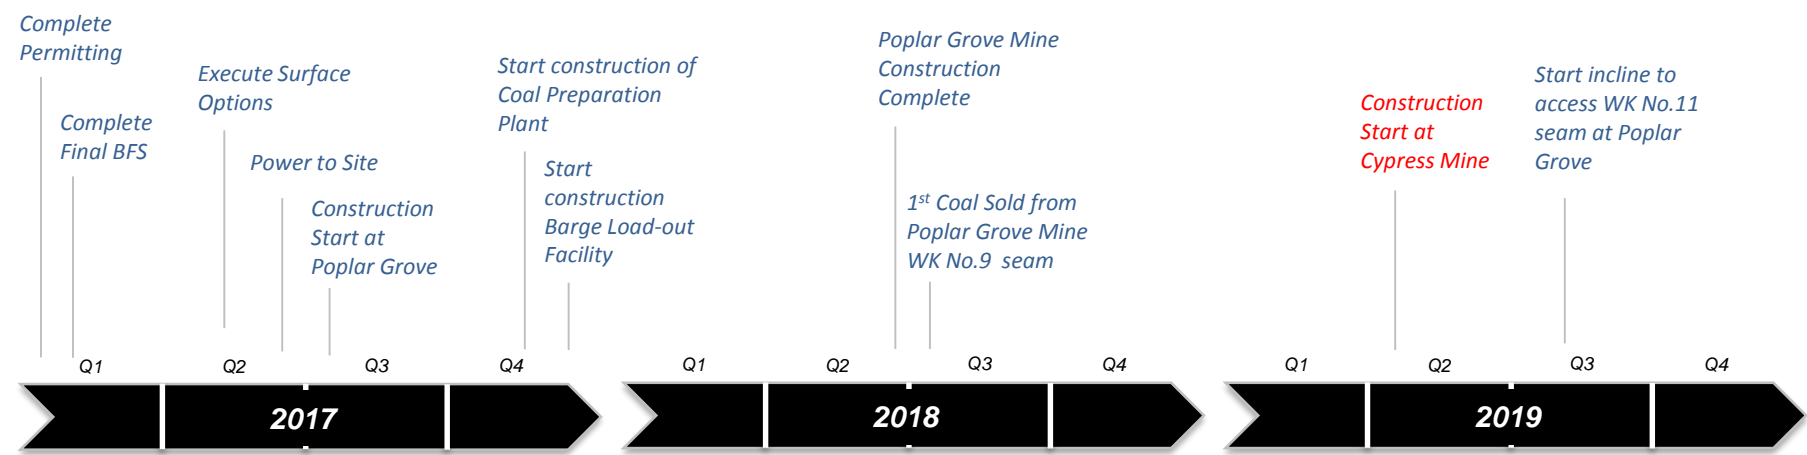 Complete
Permitting
Complete
Final BFS
Execute Surface
Options
Power to Site
Construction
Start at
Poplar Grove
Start construction of
Coal Preparation
Plant
Start
construction
Barge Load-out
Facility
Poplar Grove Mine
Construction
Complete
1st Coal Sold from
Poplar Grove Mine
WK No.9 seam
Construction
Start at
Cypress Mine
Start incline to
access WK No.11
seam at Poplar
Grove
Q1 Q2 Q3 Q4 Q1 Q2 Q3 Q4 Q1 Q2 Q3 Q4
2017 2018 2019